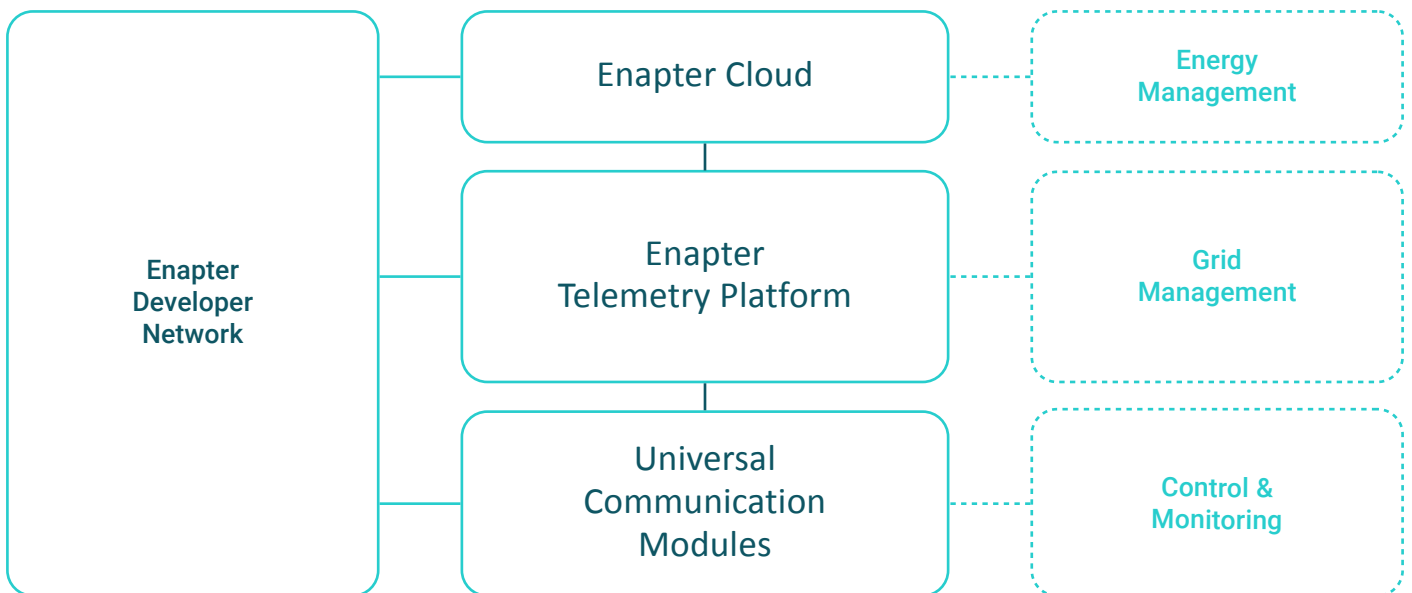 Enapter
Developer
Network
Enapter Cloud
Energy
Management
Enapter
Telemetry Platform
Grid
Management
Universal
Communication
Modules
Control &
Monitoring